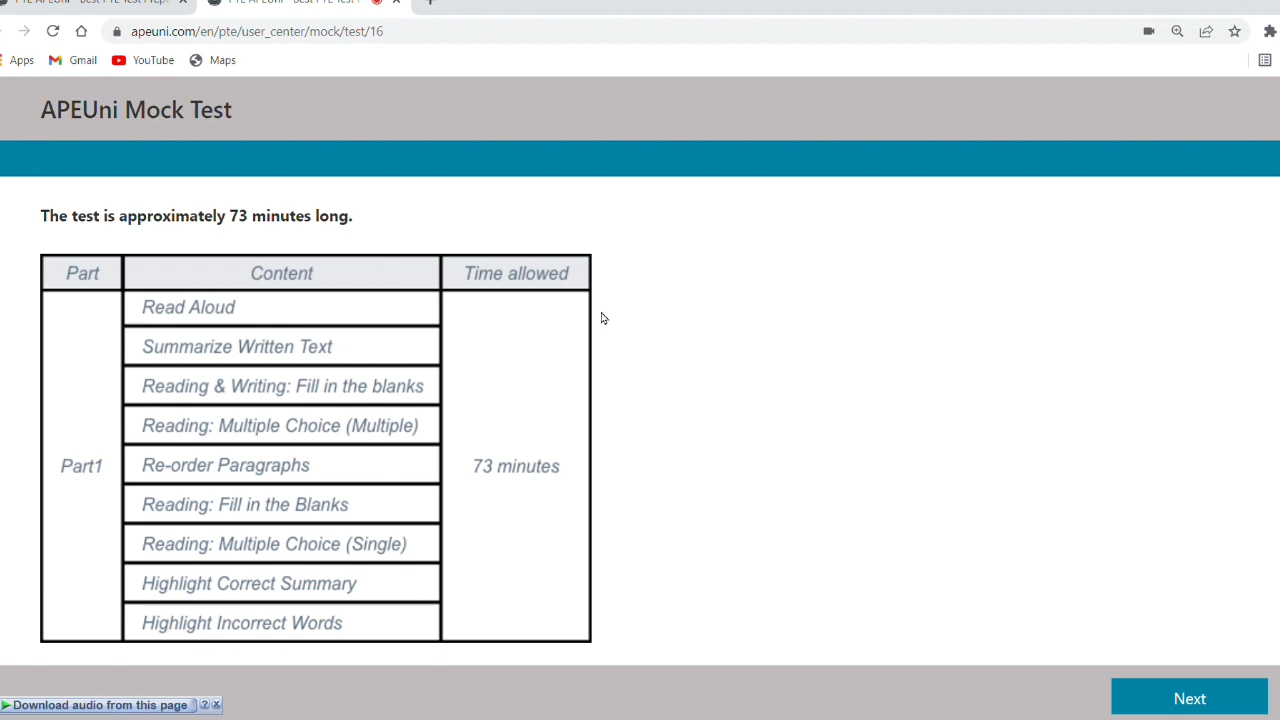 apeuni.com/en/pte/user_center/mock/test/16
Apps Gmail YouTube Maps
APEUni Mock Test
The test is approximately 73 minutes long.
Part Content Time allowed
Read Aloud
Summarize Written Text
Reading & Writing: Fill in the blanks
Reading: Multiple Choice (Multiple)
Part1 Re-order Paragraphs 73 minutes
Reading: Fill in the Blanks
Reading: Multiple Choice (Single)
Highlight Correct Summary
Highlight Incorrect Words
Next
Download audio from this page ? X